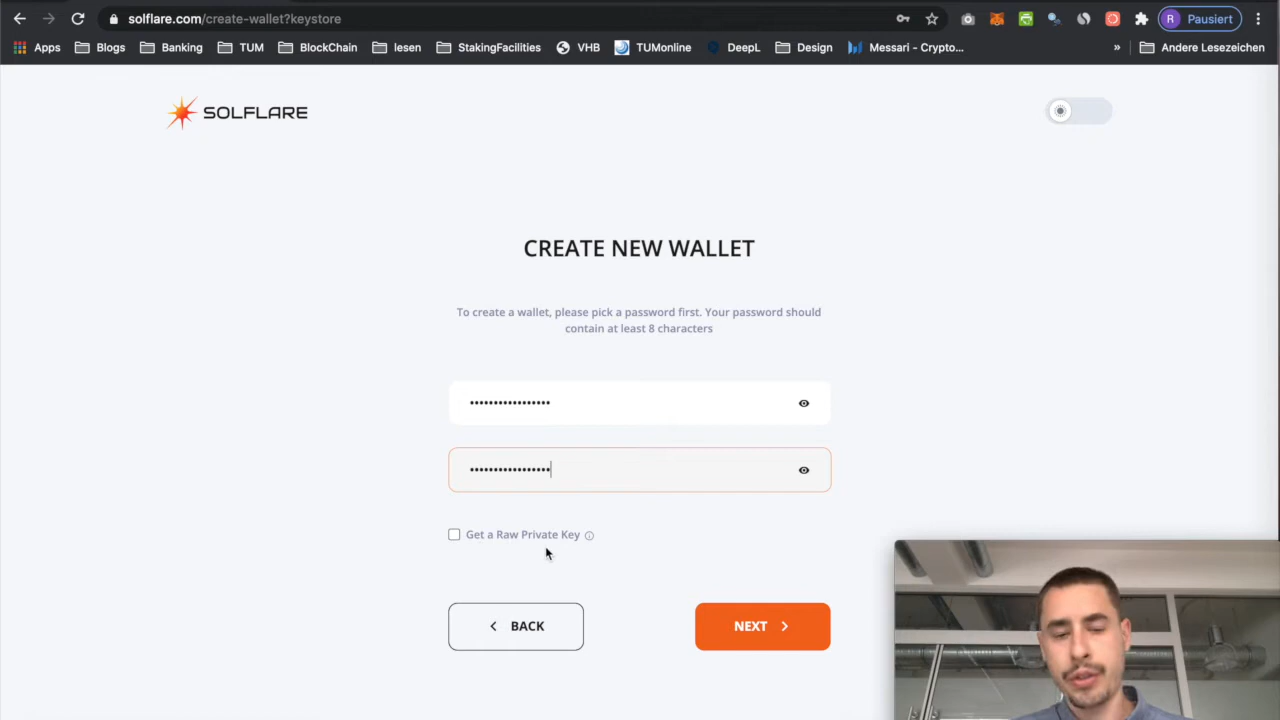 solflare.com/create-wallet?keystore
R Pausiert
Apps Blogs Banking TUM BlockChain lesen StakingFacilities VHB TUMonline DeepL Design Messari - Crypto... » Andere Lesezeichen
SOLFLARE
CREATE NEW WALLET
To create a wallet, please pick a password first. Your password should
contain at least 8 characters
•••••••••••••••••
•••••••••••••••••
Get a Raw Private Key
BACK
NEXT